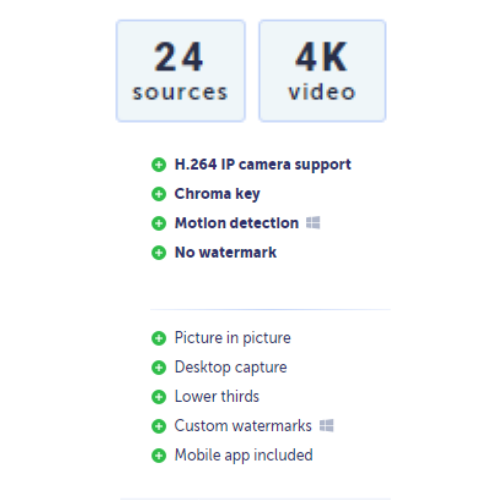 24
sources
4K
video
H.264 IP camera support
Chroma key
Motion detection
No watermark
Picture in picture
Desktop capture
Lower thirds
Custom watermarks
Mobile app included